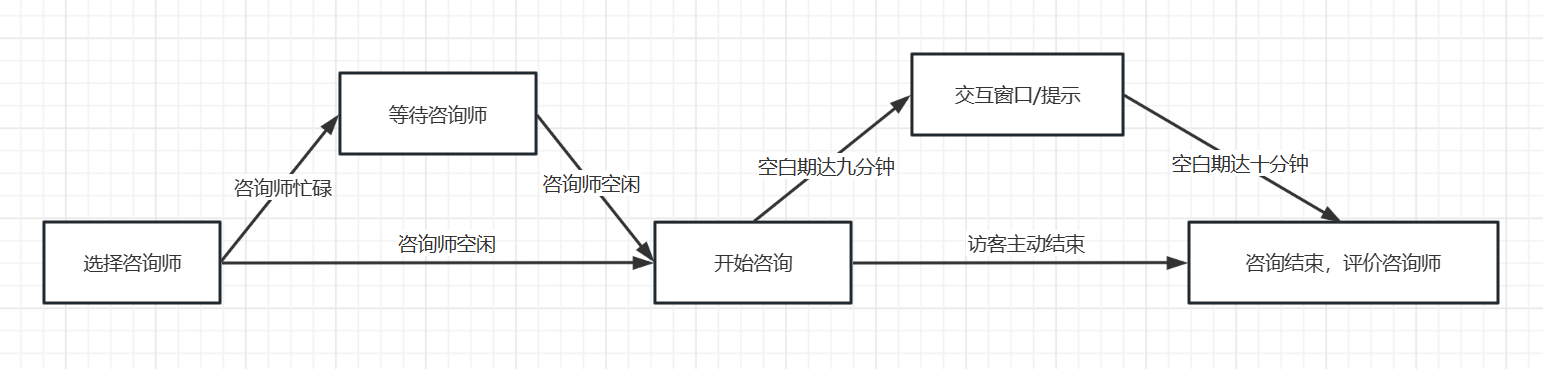 交互窗口/提示
等待咨询师
空白期达九分钟
空白期达十分钟
咨询师忙碌
咨询师空闲
咨询师空闲
访客主动结束
选择咨询师
开始咨询
咨询结束，评价咨询师